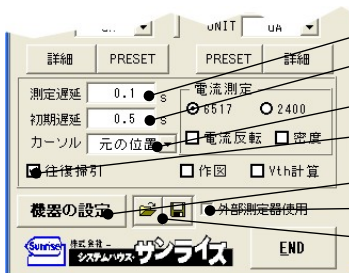 UNIT uA
詳細 PRESET PRESET 詳細
測定遅延 0.1 s 電流測定
初期遅延 0.5 s 6517 2400
カーソル 元の位置 電流反転 密度
往復掃引 作図 Vth計算
機器の設定 外部測定器使用
Sunrise 株式会社 システムハウス・サンライズ END